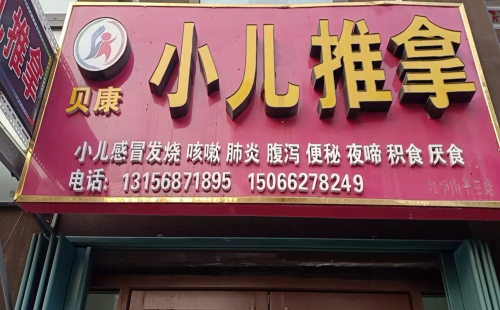 推拿
贝康
小儿推拿
小儿感冒发烧 咳嗽 肺炎 腹泻 便秘 夜啼 积食 厌食
电话: 13156871895 15066278249